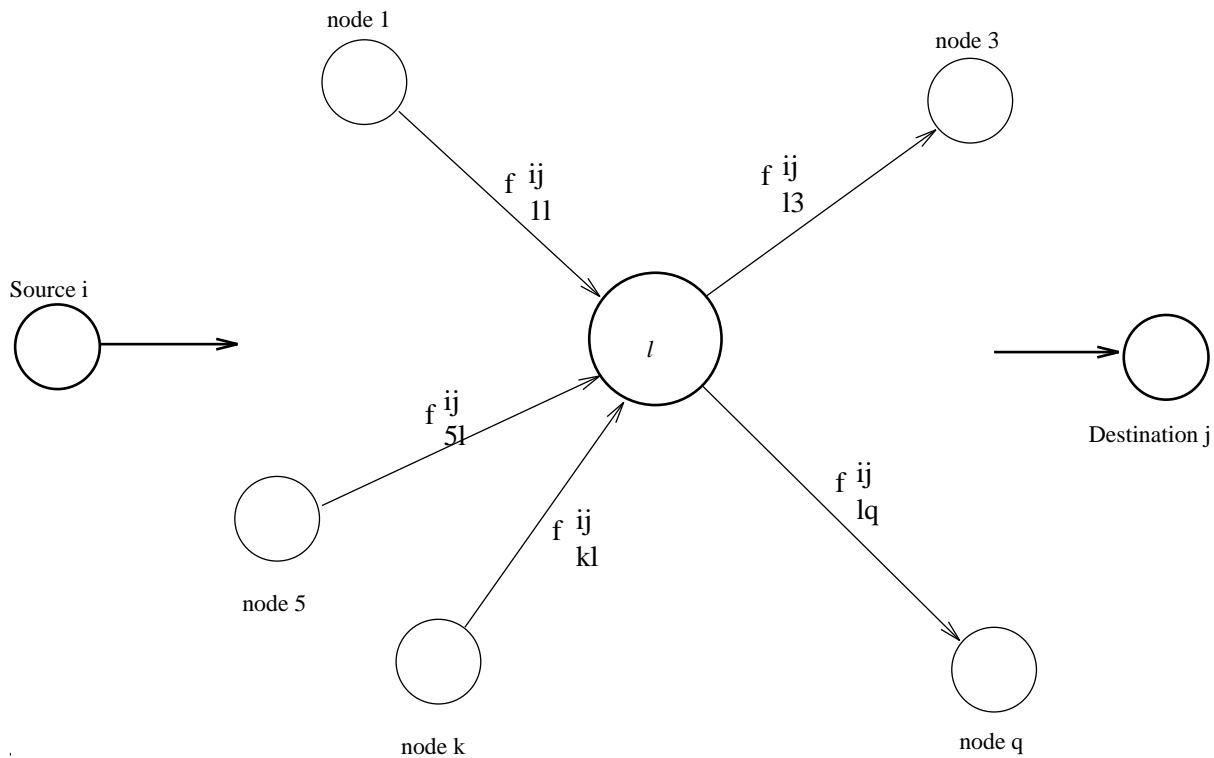 node 1
node 3
f ij
1l
f ij
l3
Source i
l
f ij
5l
Destination j
f ij
lq
f ij
kl
node 5
node k
node q